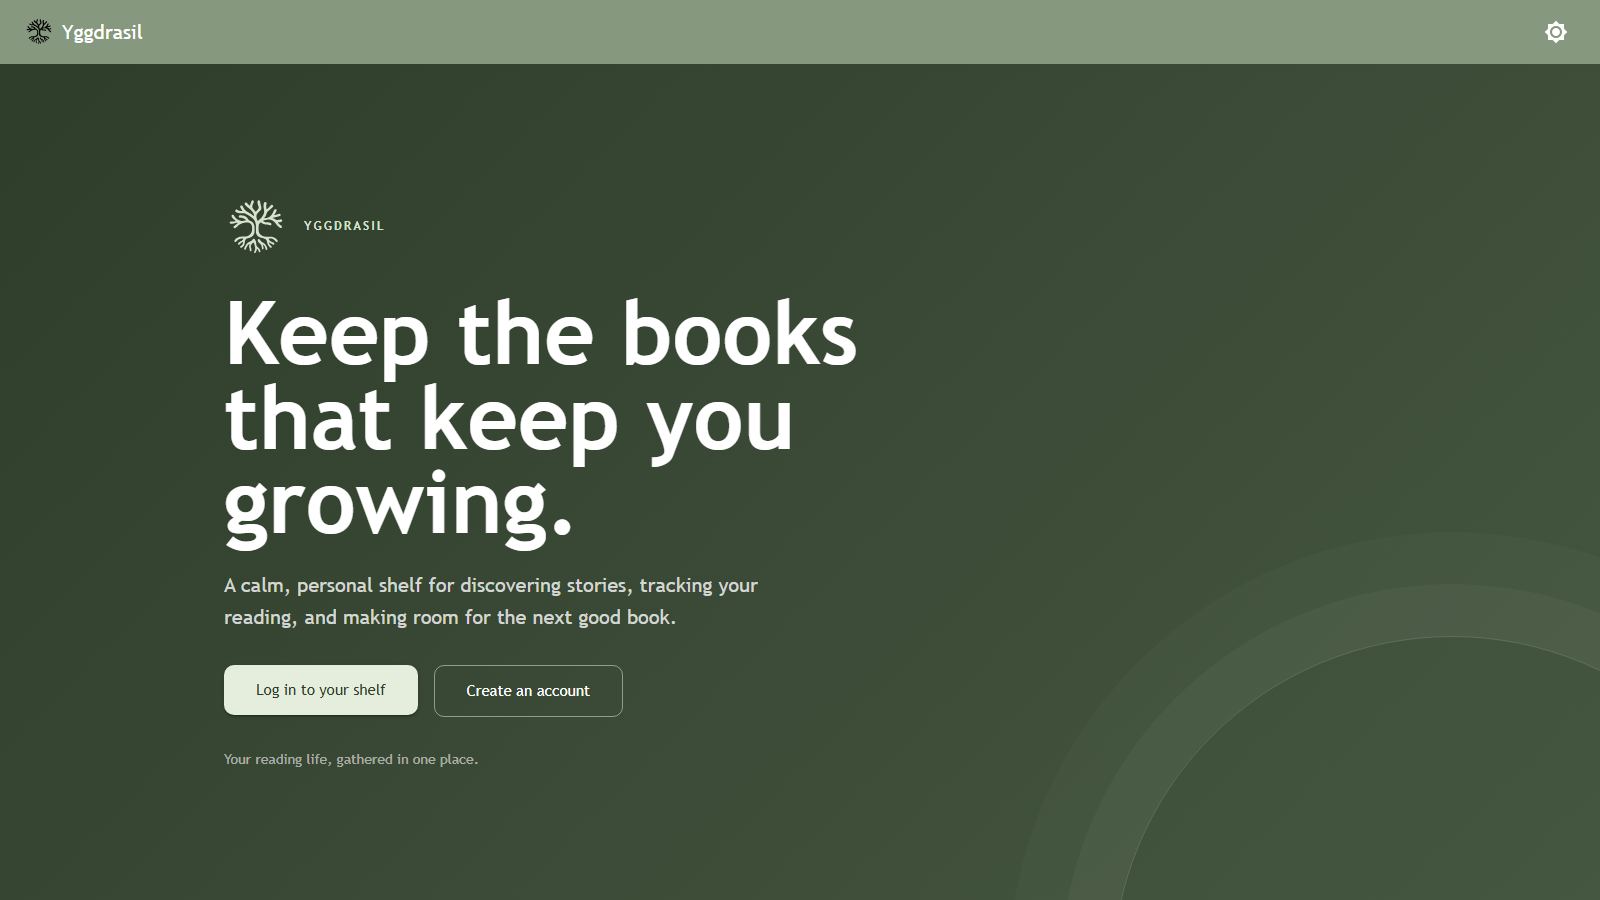 Yggdrasil
YGGDRASIL
Keep the books
that keep you
growing.
A calm, personal shelf for discovering stories, tracking your
reading, and making room for the next good book.
Log in to your shelf
Create an account
Your reading life, gathered in one place.